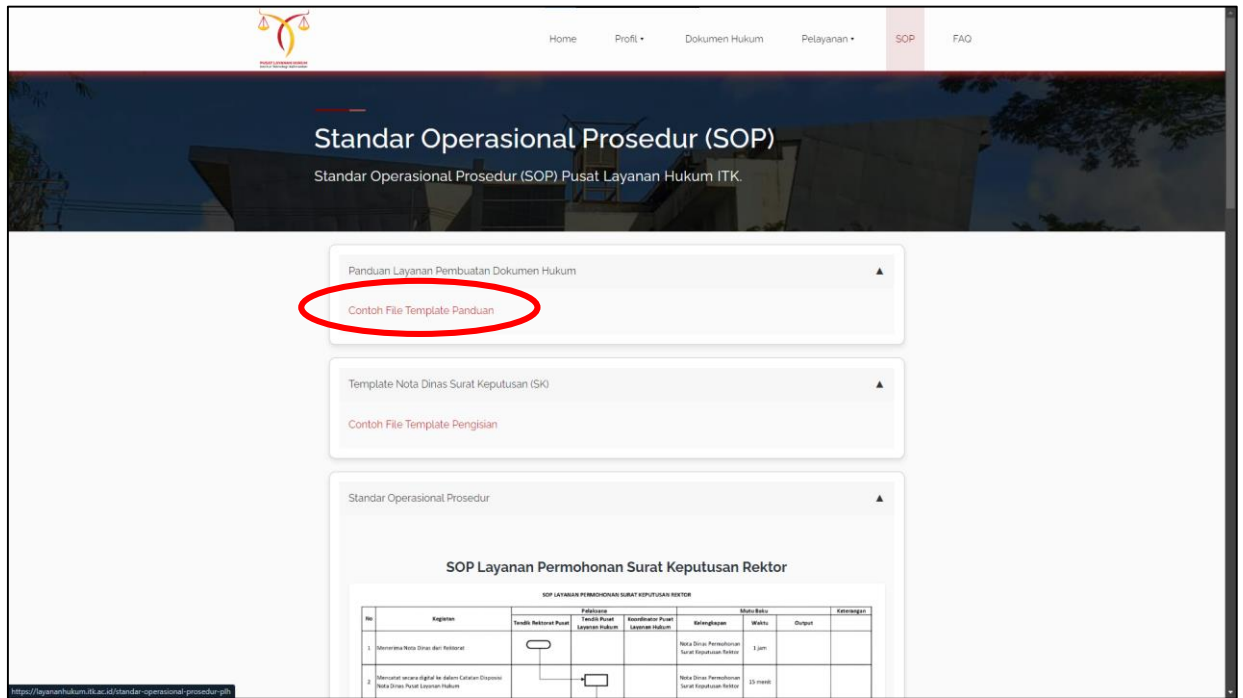 PUSAT LAYANAN HUKUM
Home Profil Dokumen Hukum Pelayanan SOP FAQ
Standar Operasional Prosedur (SOP)
Standar Operasional Prosedur (SOP) Pusat Layanan Hukum ITK.
Panduan Layanan Pembuatan Dokumen Hukum
Contoh File Template Panduan
Template Nota Dinas Surat Keputusan (SK)
Contoh File Template Pengisian
Standar Operasional Prosedur
SOP Layanan Permohonan Surat Keputusan Rektor
SOP LAYANAN PERMOHONAN SURAT KEPUTUSAN REKTOR
No Kegiatan Pelaksana Mutu Baku Keterangan
Tendik Rektorat Pusat Tendik Pusat Layanan Hukum Koordinator Pusat Layanan Hukum Kelengkapan Waktu Output
1 Menerima Nota Dinas dari Rektorat Nota Dinas Permohonan Surat Keputusan Rektor 1 jam
2 Mencatat secara digital ke dalam Catatan Disposisi Nota Dinas Pusat Layanan Hukum Nota Dinas Permohonan Surat Keputusan Rektor 15 menit
https://layananhukum.itk.ac.id/standar-operasional-prosedur-plh